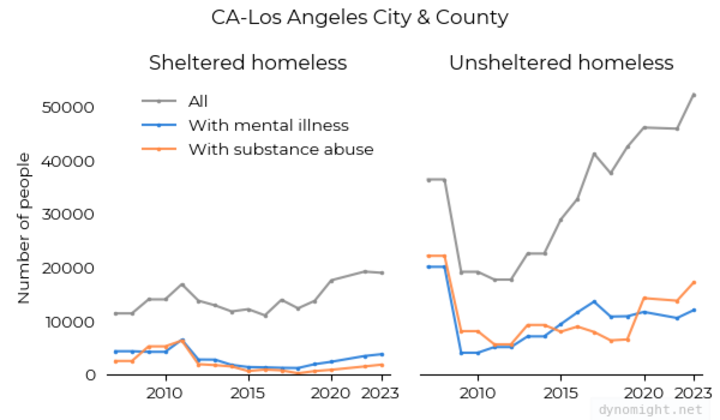 CA-Los Angeles City & County
Sheltered homeless
Unsheltered homeless
Number of people
50000
40000
30000
20000
10000
0
All
With mental illness
With substance abuse
2010
2015
2020
2023
2010
2015
2020
2023
dynomight.net